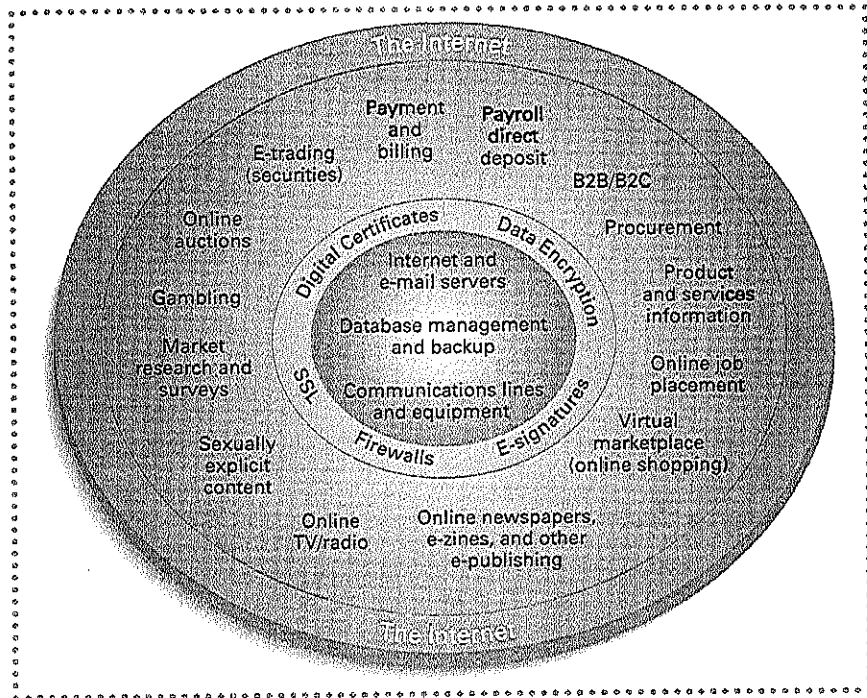 The Internet
Payment
and
billing
Payroll
direct
deposit
E-trading
(securities)
B2B/B2C
Online
auctions
Procurement
Gambling
Product
and services
information
Market
research and
surveys
Online job
placement
Sexually
explicit
content
Virtual
marketplace
(online shopping)
Online
TV/radio
Online newspapers,
e-zines, and other
e-publishing
Digital Certificates
Data Encryption
SSL
Firewalls
E-signatures
Internet and
e-mail servers
Database management
and backup
Communications lines
and equipment
The Internet